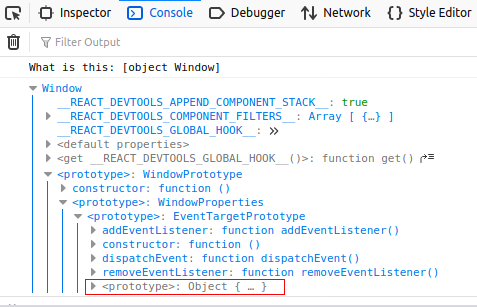 Inspector Console Debugger Network Style Editor
Filter Output
What is this: [object Window]
Window
__REACT_DEVTOOLS_APPEND_COMPONENT_STACK__: true
__REACT_DEVTOOLS_COMPONENT_FILTERS__: Array [ {…} ]
__REACT_DEVTOOLS_GLOBAL_HOOK__: >>
<default properties>
<get __REACT_DEVTOOLS_GLOBAL_HOOK__()>: function get()
<prototype>: WindowPrototype
constructor: function ()
<prototype>: WindowProperties
<prototype>: EventTargetPrototype
addEventListener: function addEventListener()
constructor: function ()
dispatchEvent: function dispatchEvent()
removeEventListener: function removeEventListener()
<prototype>: Object { … }